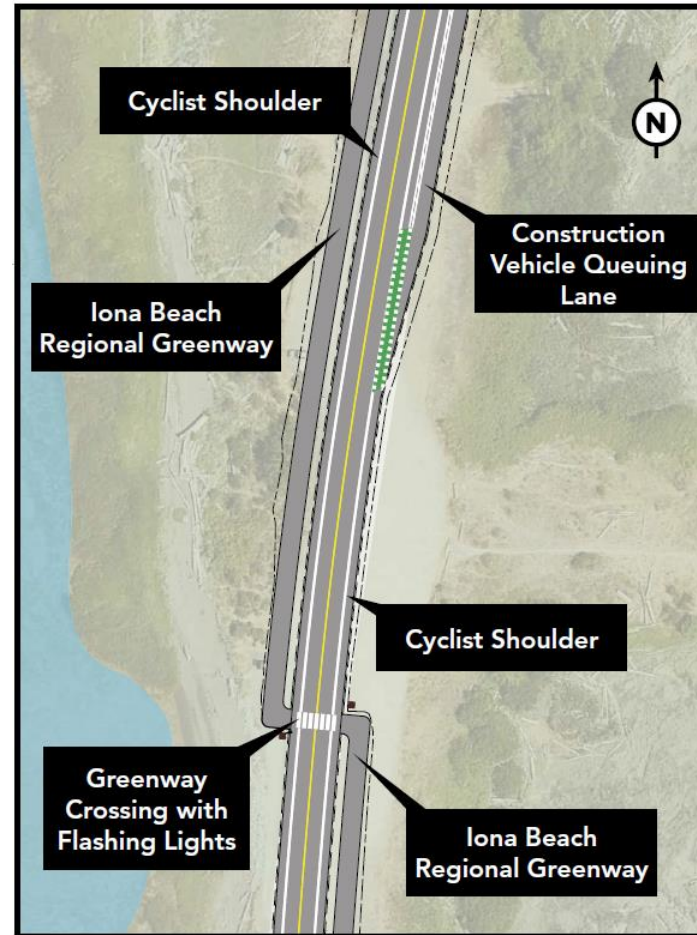 Cyclist Shoulder
N
Construction
Vehicle Queuing
Lane
Iona Beach
Regional Greenway
Cyclist Shoulder
Greenway
Crossing with
Flashing Lights
Iona Beach
Regional Greenway